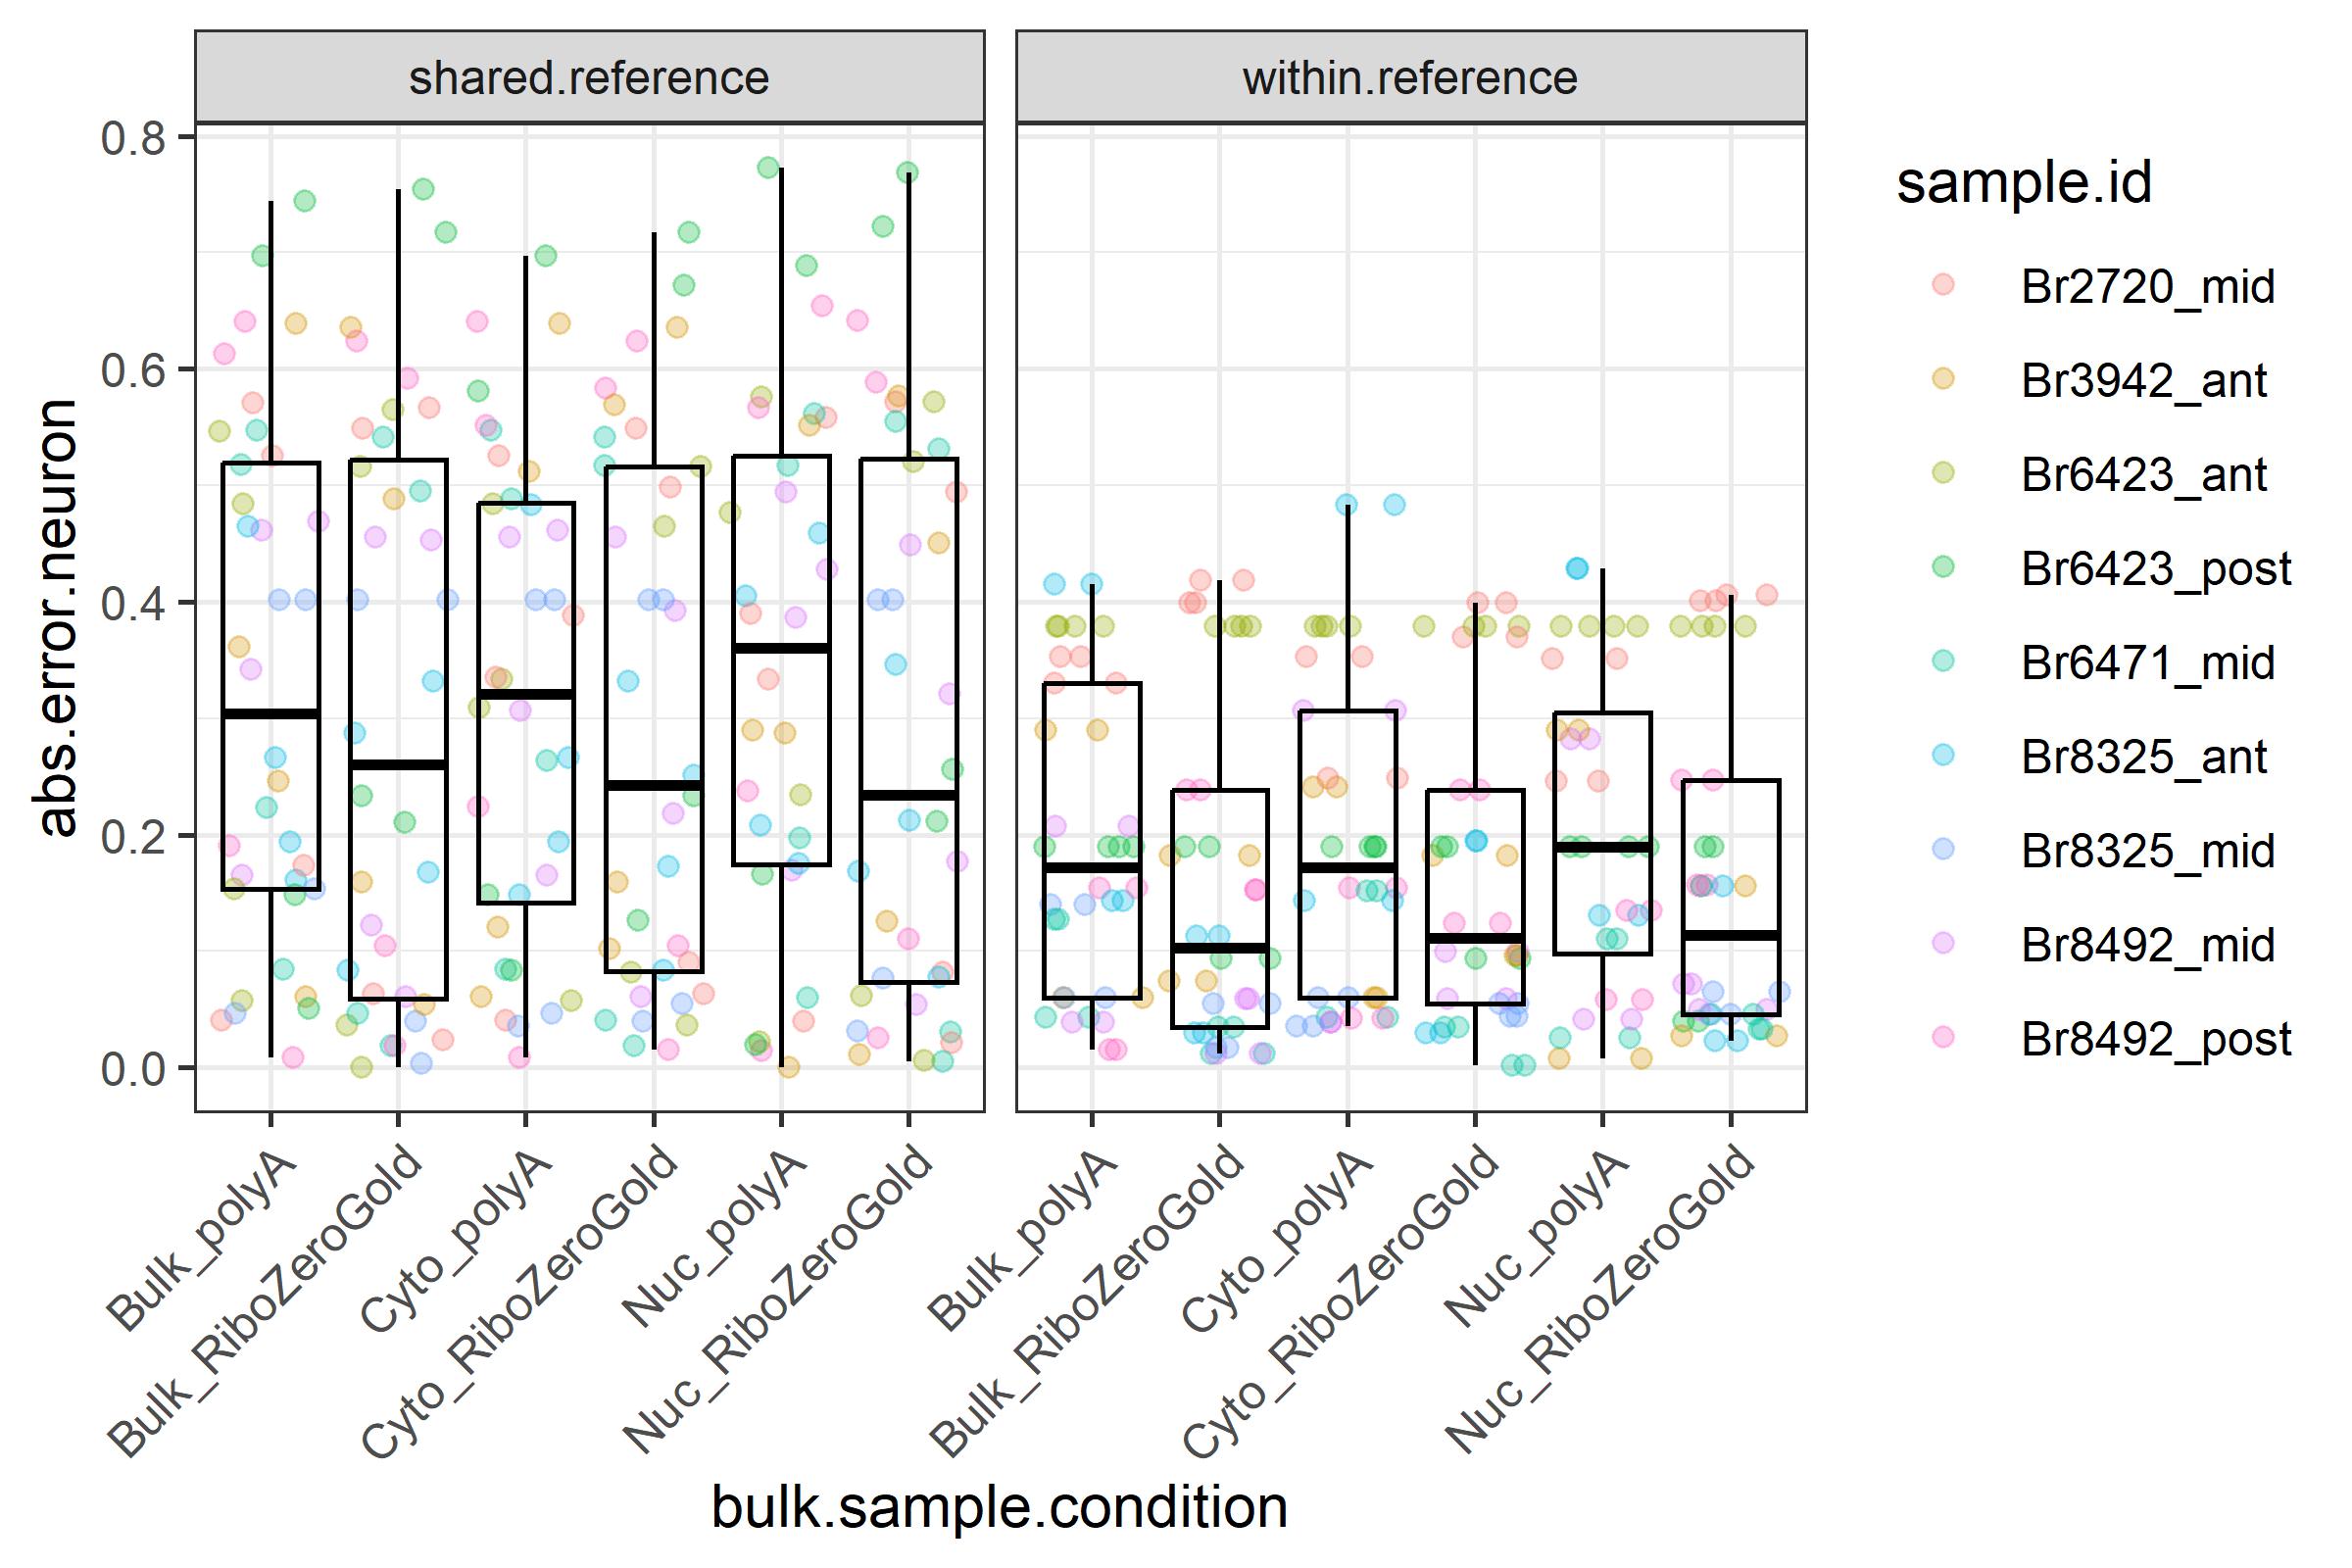 shared.reference
within.reference
0.8
0.6
0.4
0.2
0.0
abs.error.neuron
Bulk_polyA
Bulk_RiboZeroGold
Cyto_polyA
Cyto_RiboZeroGold
Nuc_polyA
Nuc_RiboZeroGold
Bulk_polyA
Bulk_RiboZeroGold
Cyto_polyA
Cyto_RiboZeroGold
Nuc_polyA
Nuc_RiboZeroGold
bulk.sample.condition
sample.id
Br2720_mid
Br3942_ant
Br6423_ant
Br6423_post
Br6471_mid
Br8325_ant
Br8325_mid
Br8492_mid
Br8492_post